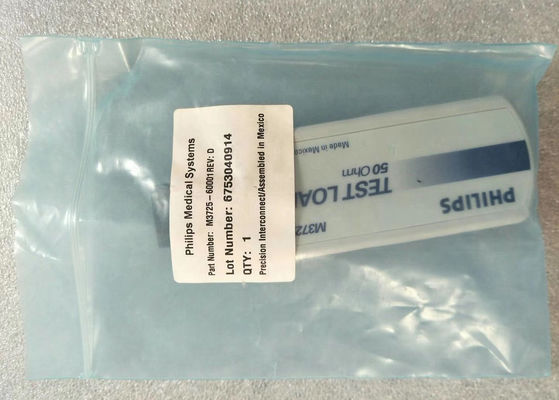 Philips Medical Systems
Part Number: M3725-60001REV: D
Lot Number: 6753040914
QTY: 1
Precision Interconnect/Assembled in Mexico
PHILIPS
M372
TEST LOA
50 Ohm
Made in Mexico